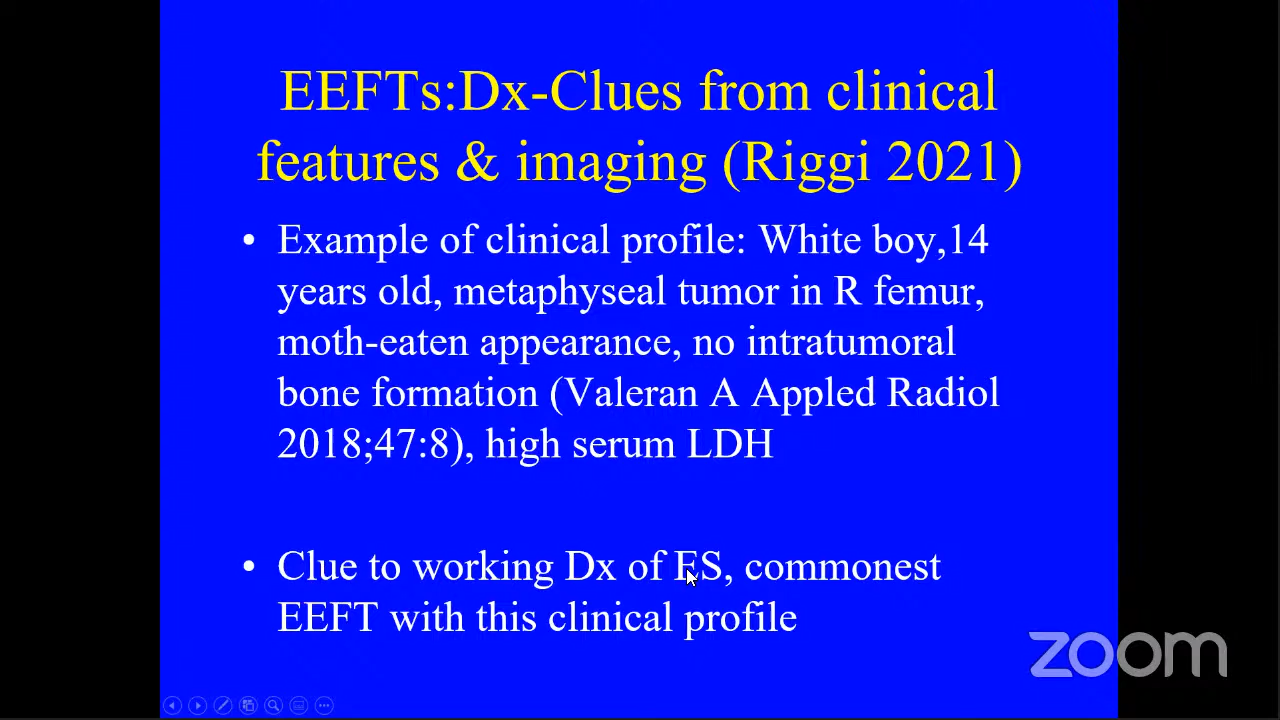 EEFTs:Dx-Clues from clinical
features & imaging (Riggi 2021)
• Example of clinical profile: White boy,14
years old, metaphyseal tumor in R femur,
moth-eaten appearance, no intratumoral
bone formation (Valeran A Appled Radiol
2018;47:8), high serum LDH
• Clue to working Dx of ES, commonest
EEFT with this clinical profile
zoom